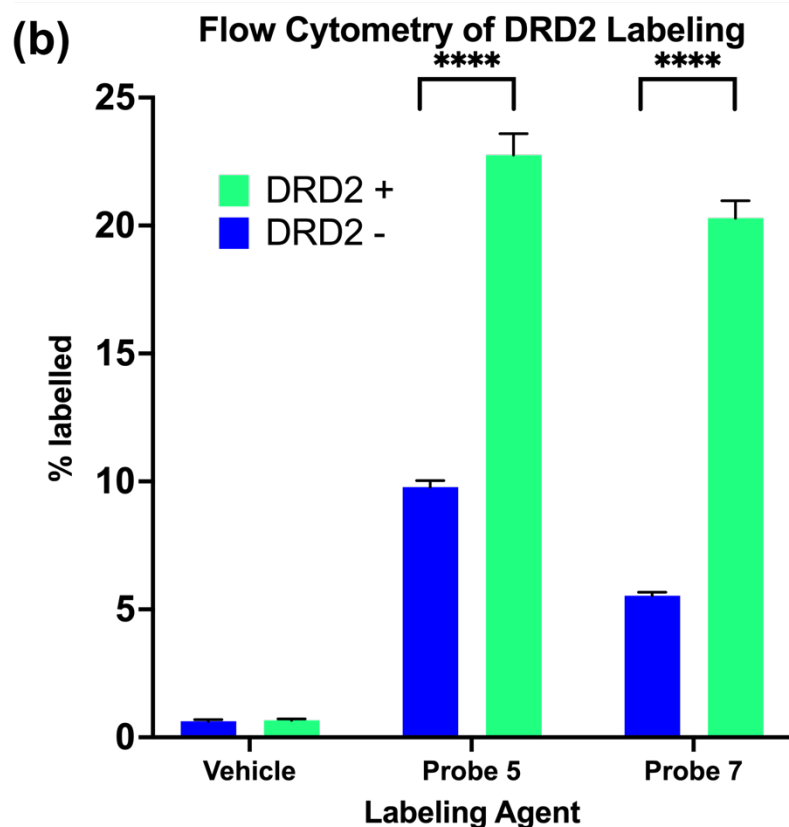 (b)
Flow Cytometry of DRD2 Labeling
**** ****
25
20
15
10
5
0
% labelled
DRD2 +
DRD2 -
Vehicle Probe 5 Probe 7
Labeling Agent